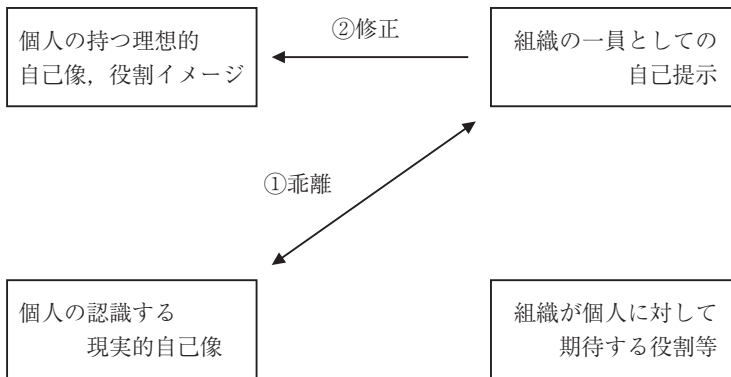 個人の持つ理想的
自己像，役割イメージ
②修正
組織の一員としての
自己提示
①乖離
個人の認識する
現実的自己像
組織が個人に対して
期待する役割等